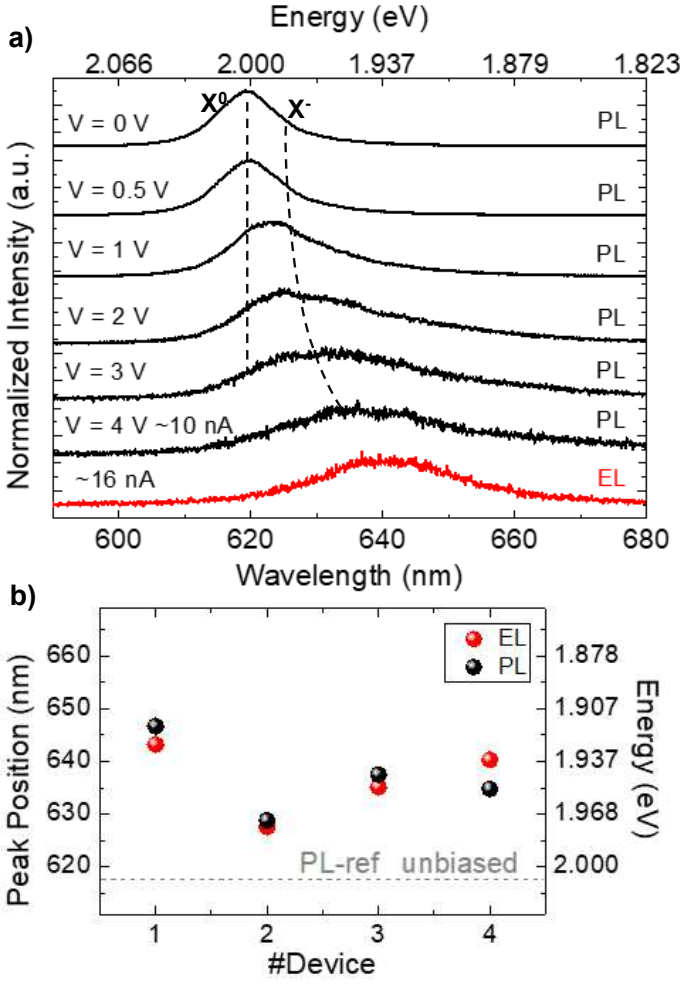 Energy (eV)
a)
2.066 2.000 1.937 1.879 1.823
X⁰ X⁻
V = 0 V PL
V = 0.5 V PL
V = 1 V PL
V = 2 V PL
V = 3 V PL
V = 4 V ~10 nA PL
~16 nA EL
Normalized Intensity (a.u.)
600 620 640 660 680
Wavelength (nm)
b)
EL
PL
660 1.878
650 1.907
640 1.937
630 1.968
620 2.000
PL-ref unbiased
Peak Position (nm)
Energy (eV)
1 2 3 4
#Device